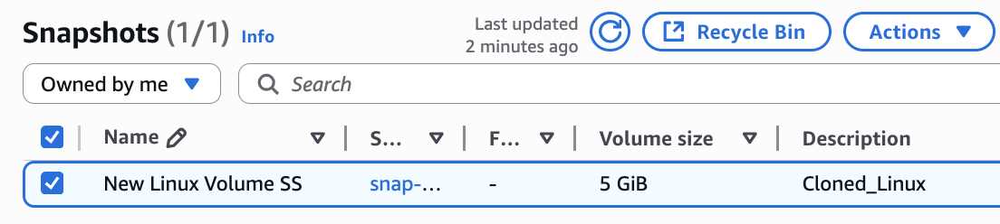 Snapshots (1/1) Info
Last updated
2 minutes ago
Recycle Bin
Actions
Owned by me
Search
Name S... F... Volume size Description
New Linux Volume SS snap-... - 5 GiB Cloned_Linux